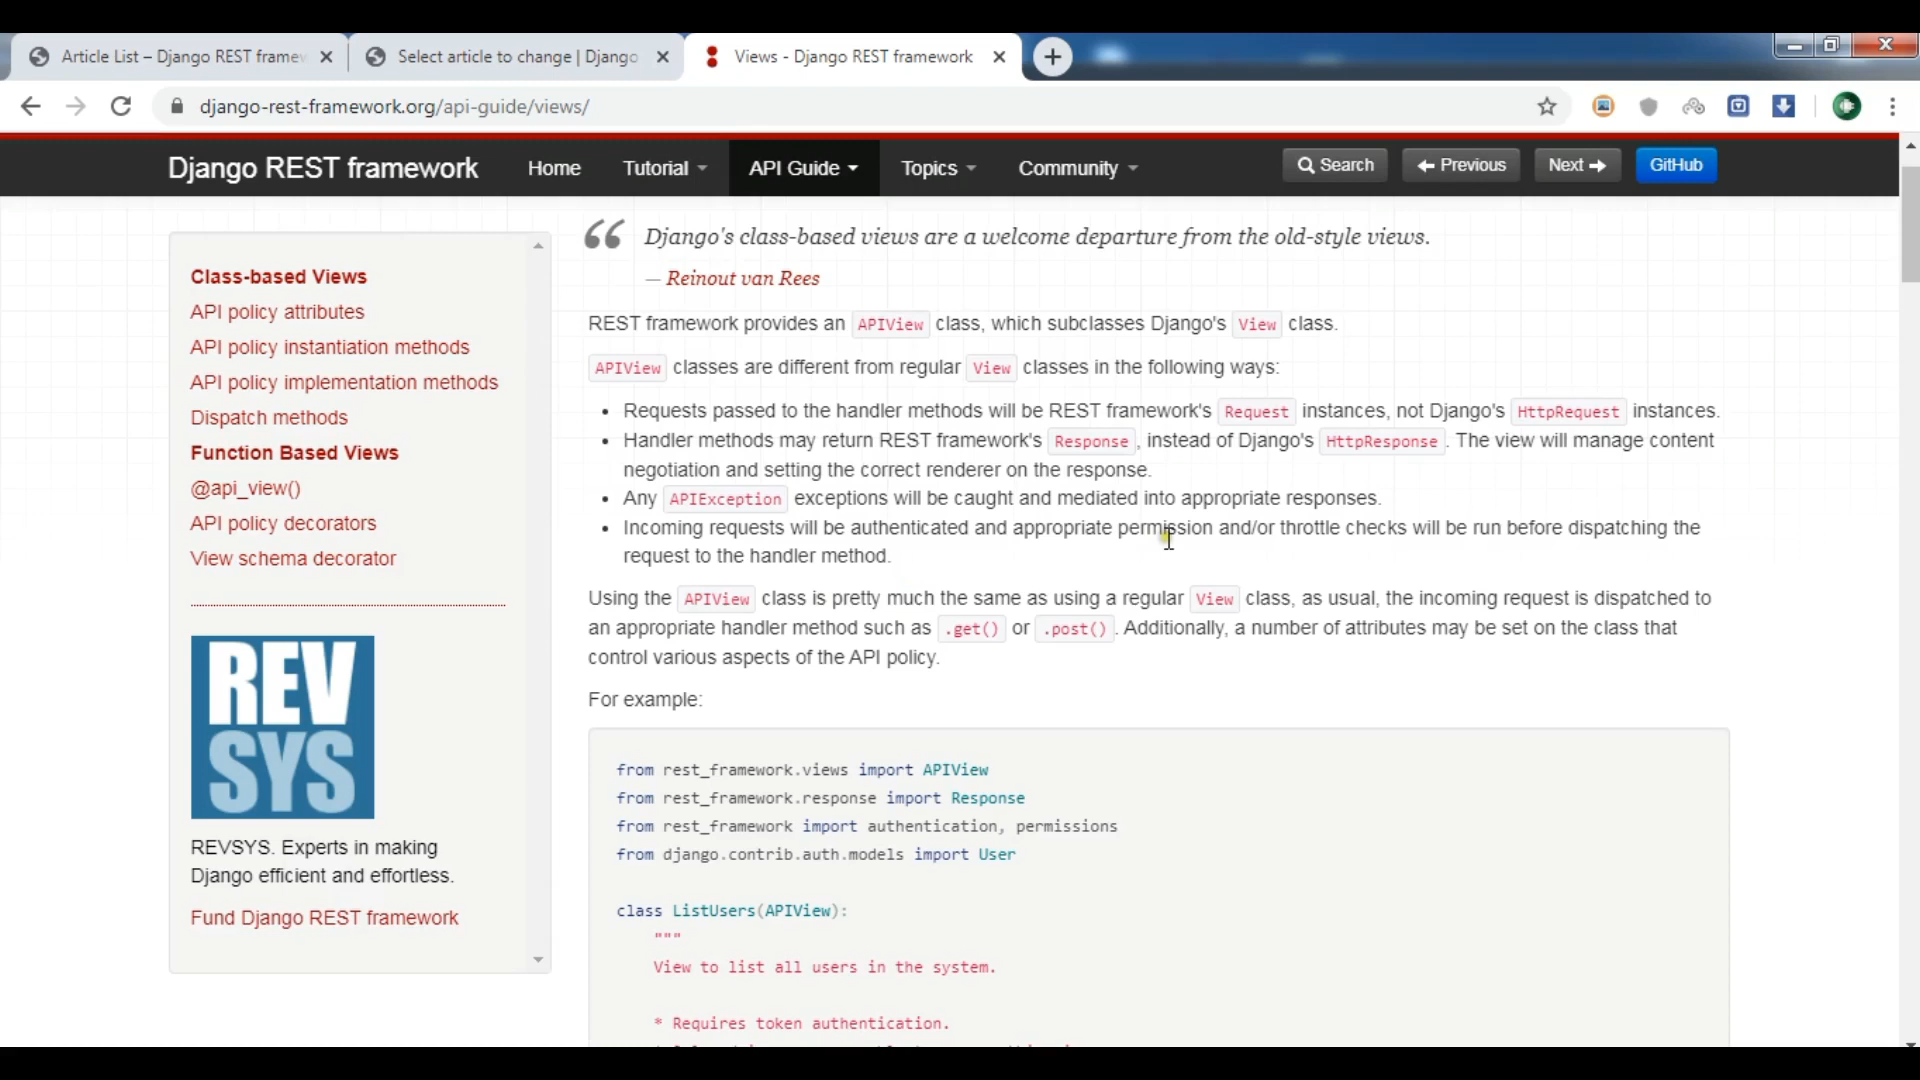 Article List – Django REST framew
Select article to change | Django
Views - Django REST framework
django-rest-framework.org/api-guide/views/
Django REST framework
Home
Tutorial
API Guide
Topics
Community
Search
Previous
Next
GitHub
Class-based Views
API policy attributes
API policy instantiation methods
API policy implementation methods
Dispatch methods
Function Based Views
@api_view()
API policy decorators
View schema decorator
REV
SYS
REVSYS. Experts in making
Django efficient and effortless.
Fund Django REST framework
“ Django's class-based views are a welcome departure from the old-style views.
— Reinout van Rees
REST framework provides an APIView class, which subclasses Django's View class.
APIView classes are different from regular View classes in the following ways:
• Requests passed to the handler methods will be REST framework's Request instances, not Django's HttpRequest instances.
• Handler methods may return REST framework's Response, instead of Django's HttpResponse. The view will manage content
negotiation and setting the correct renderer on the response.
• Any APIException exceptions will be caught and mediated into appropriate responses.
• Incoming requests will be authenticated and appropriate permission and/or throttle checks will be run before dispatching the
request to the handler method.
Using the APIView class is pretty much the same as using a regular View class, as usual, the incoming request is dispatched to
an appropriate handler method such as .get() or .post(). Additionally, a number of attributes may be set on the class that
control various aspects of the API policy.
For example:
from rest_framework.views import APIView
from rest_framework.response import Response
from rest_framework import authentication, permissions
from django.contrib.auth.models import User
class ListUsers(APIView):
"""
View to list all users in the system.
* Requires token authentication.